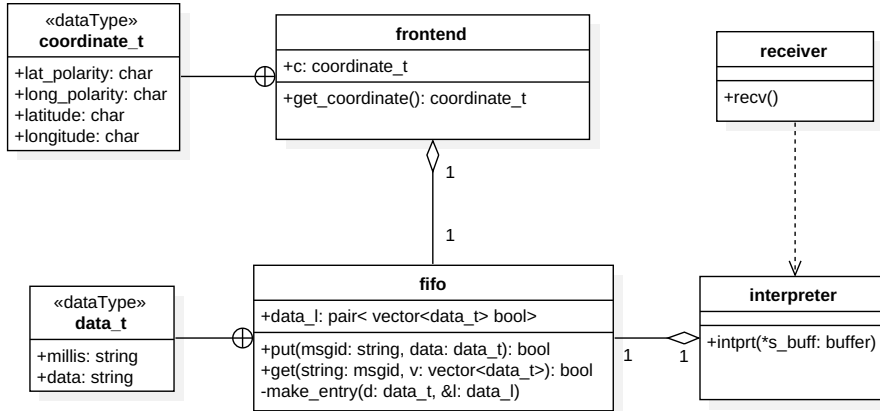 «dataType»
coordinate_t
+lat_polarity: char
+long_polarity: char
+latitude: char
+longitude: char
frontend
+c: coordinate_t
+get_coordinate(): coordinate_t
receiver
+recv()
1
1
«dataType»
data_t
+millis: string
+data: string
fifo
+data_l: pair< vector<data_t> bool>
+put(msgid: string, data: data_t): bool
+get(string: msgid, v: vector<data_t>): bool
-make_entry(d: data_t, &l: data_l)
1
1
interpreter
+intprt(*s_buff: buffer)